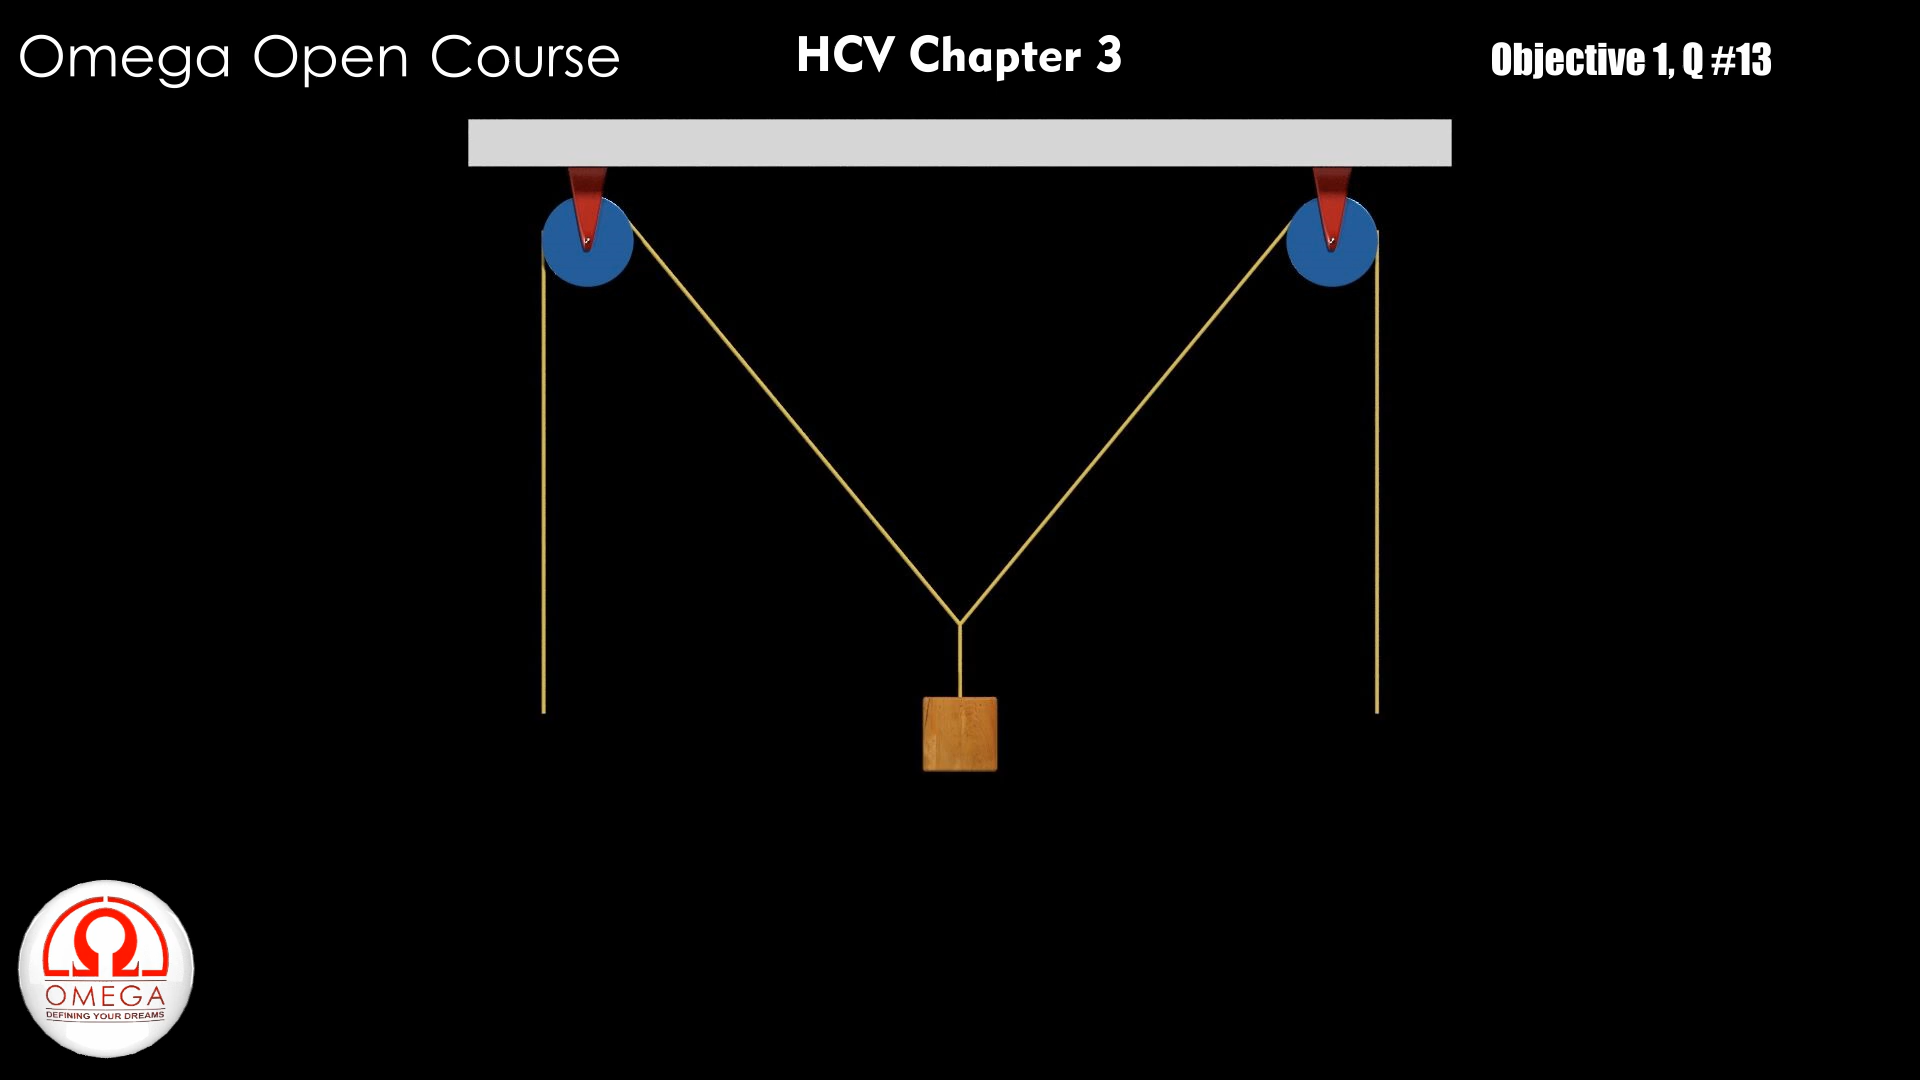 Omega Open Course
HCV Chapter 3
Objective 1, Q #13
OMEGA
DEFINING YOUR DREAMS